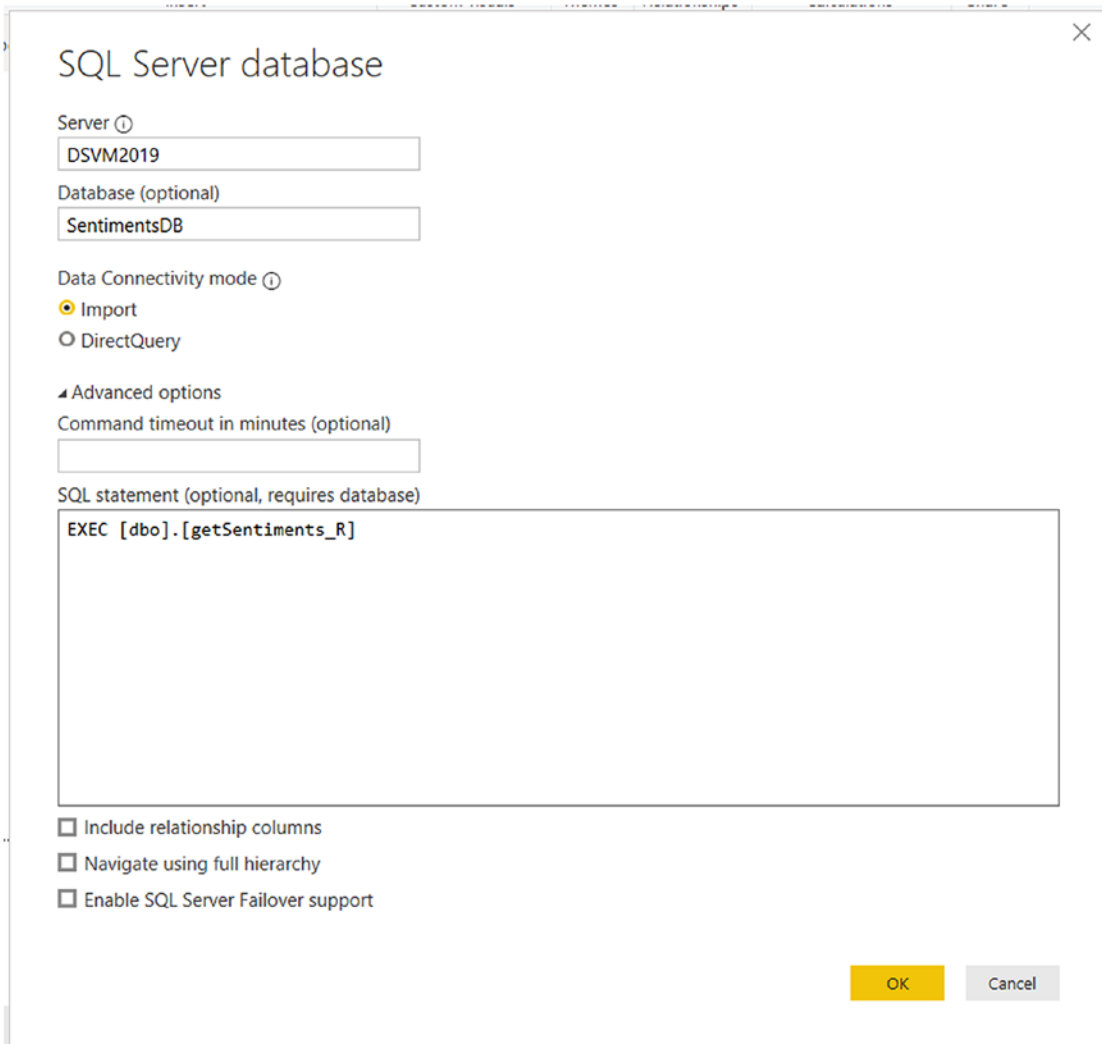 SQL Server database
Server
DSVM2019
Database (optional)
SentimentsDB
Data Connectivity mode
Import
DirectQuery
Advanced options
Command timeout in minutes (optional)
SQL statement (optional, requires database)
EXEC [dbo].[getSentiments_R]
Include relationship columns
Navigate using full hierarchy
Enable SQL Server Failover support
OK Cancel